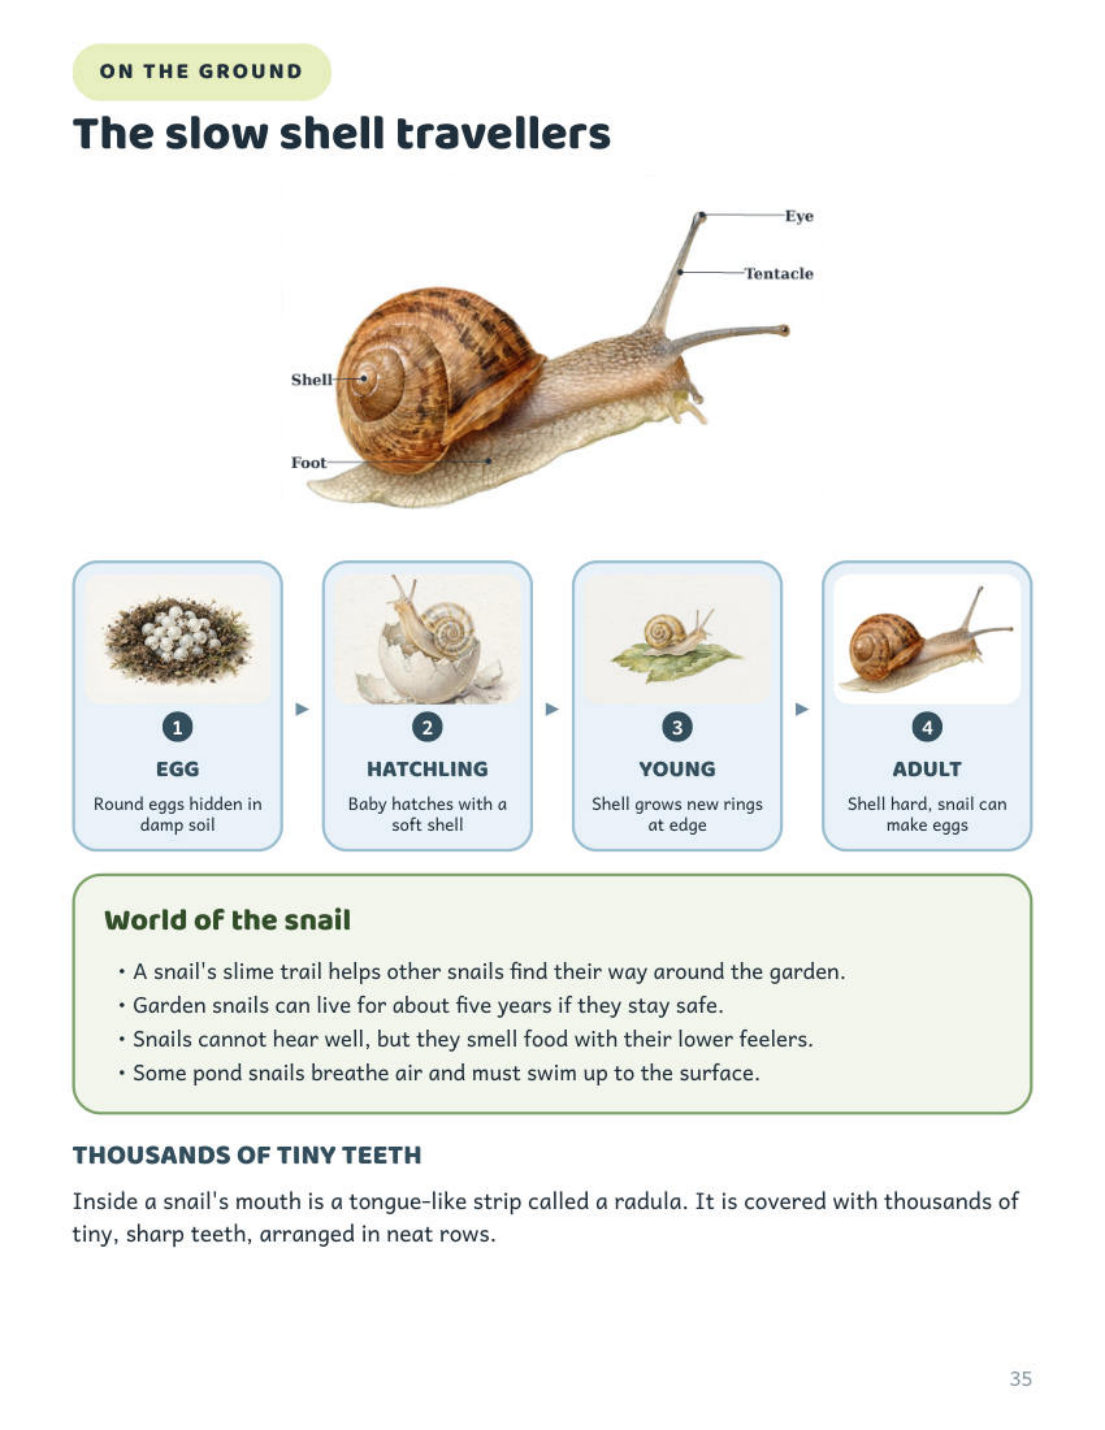 ON THE GROUND
The slow shell travellers
Eye
Tentacle
Shell
Foot
1
EGG
Round eggs hidden in
damp soil
2
HATCHLING
Baby hatches with a
soft shell
3
YOUNG
Shell grows new rings
at edge
4
ADULT
Shell hard, snail can
make eggs
World of the snail
• A snail's slime trail helps other snails find their way around the garden.
• Garden snails can live for about five years if they stay safe.
• Snails cannot hear well, but they smell food with their lower feelers.
• Some pond snails breathe air and must swim up to the surface.
THOUSANDS OF TINY TEETH
Inside a snail's mouth is a tongue-like strip called a radula. It is covered with thousands of
tiny, sharp teeth, arranged in neat rows.
35